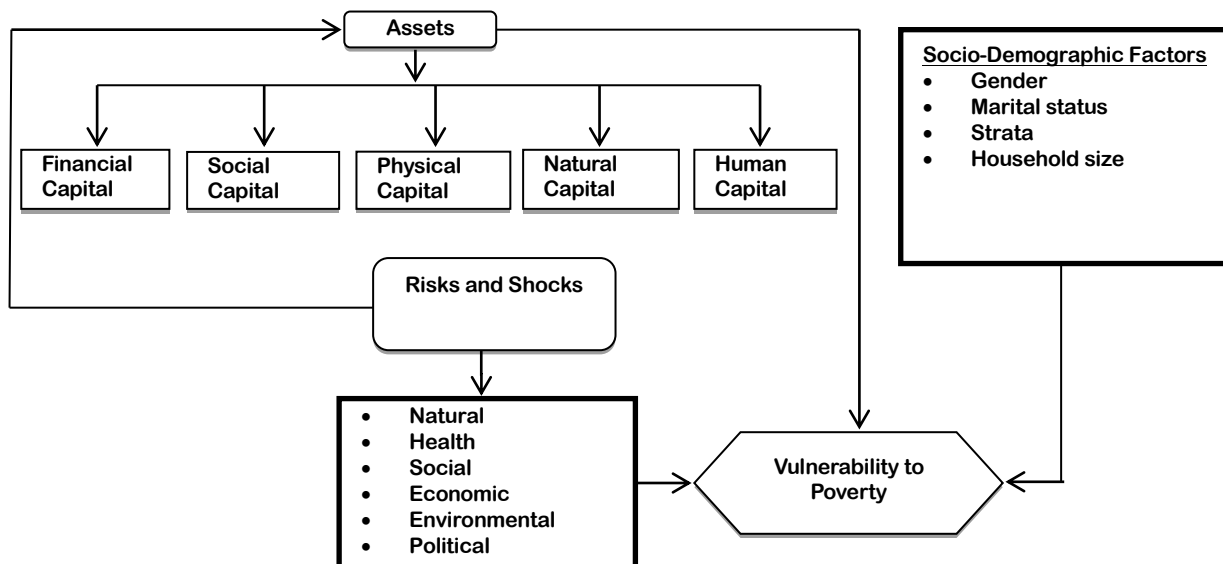 Assets
Socio-Demographic Factors
• Gender
• Marital status
• Strata
• Household size
Financial
Capital
Social
Capital
Physical
Capital
Natural
Capital
Human
Capital
Risks and Shocks
• Natural
• Health
• Social
• Economic
• Environmental
• Political
Vulnerability to
Poverty